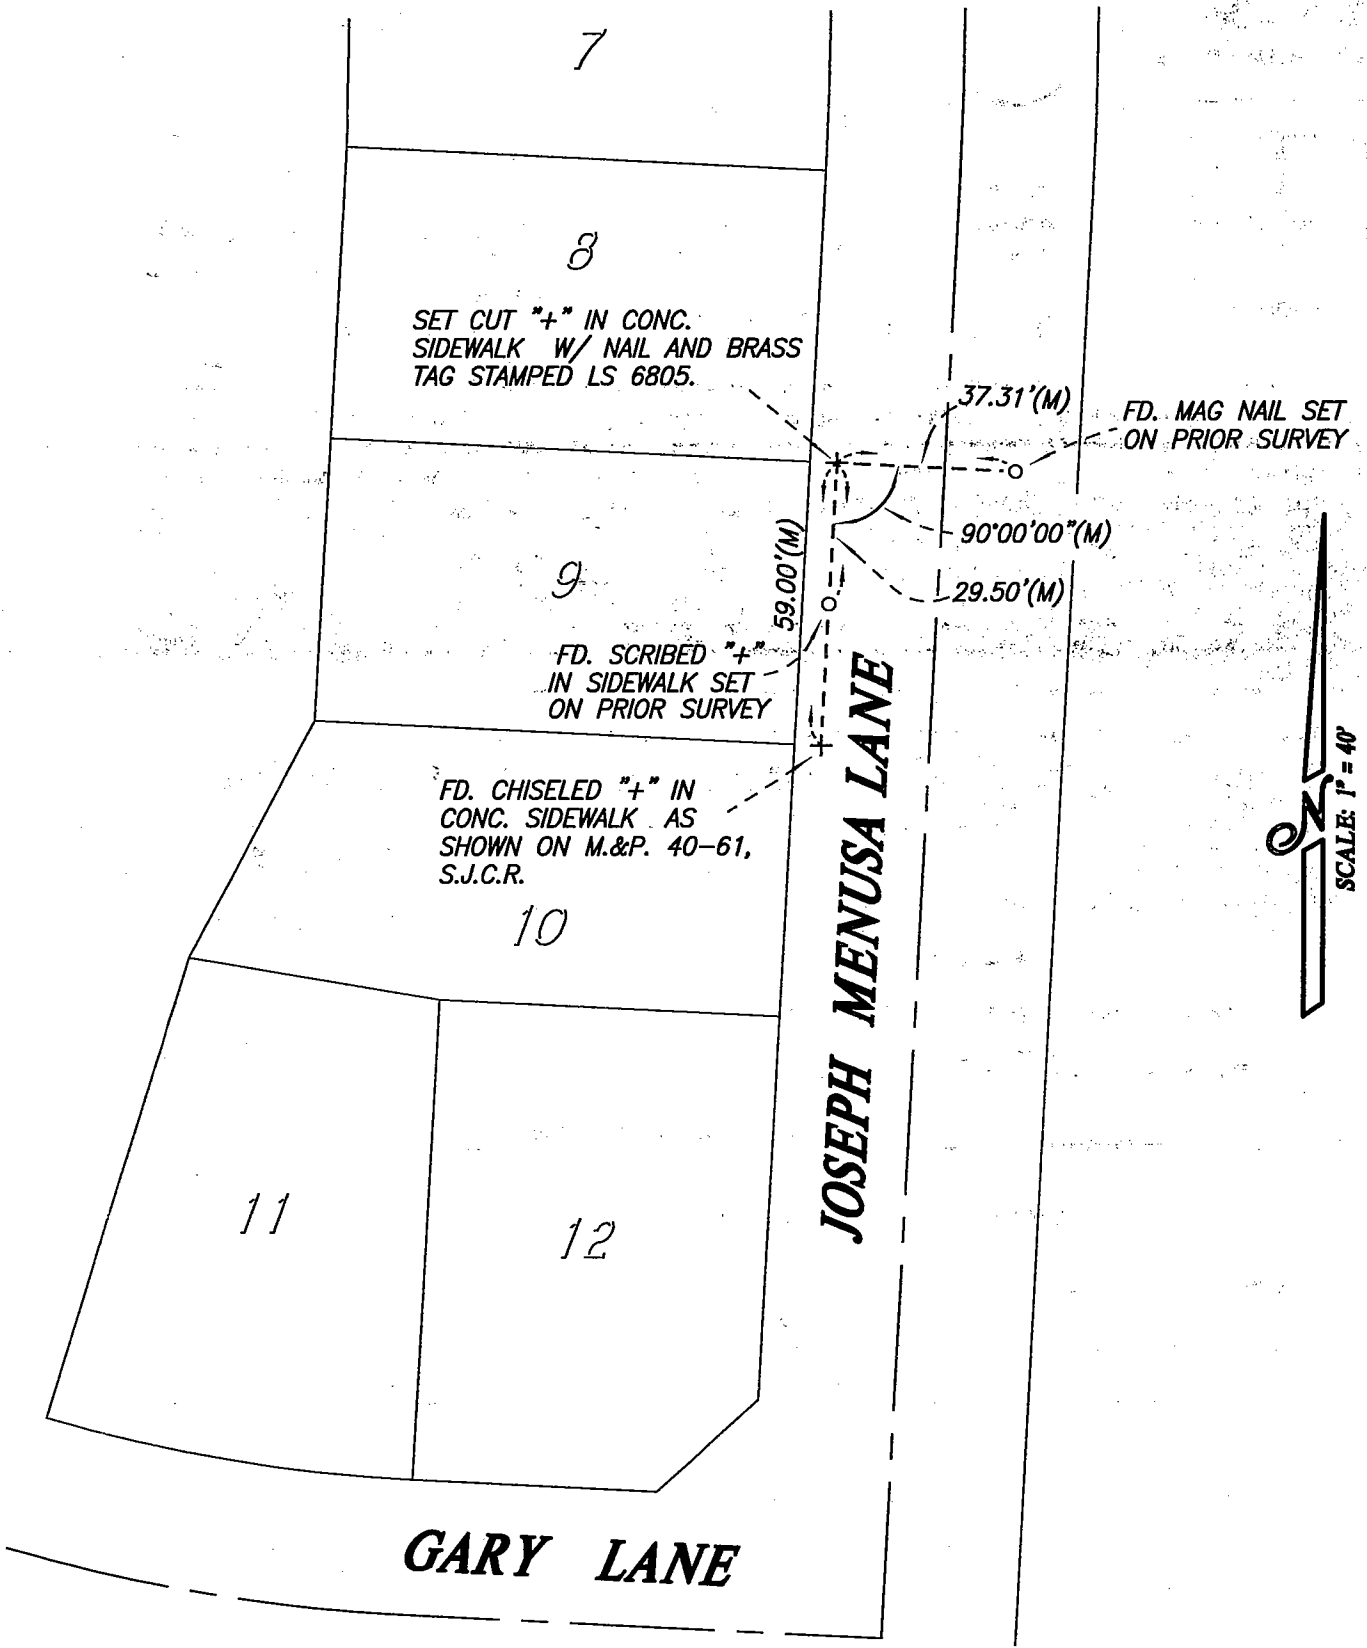 7
8
SET CUT "+" IN CONC.
SIDEWALK W/ NAIL AND BRASS
TAG STAMPED LS 6805.
37.31'(M)
FD. MAG NAIL SET
ON PRIOR SURVEY
90°00'00"(M)
59.00'(M)
29.50'(M)
9
FD. SCRIBED "+"
IN SIDEWALK SET
ON PRIOR SURVEY
FD. CHISELED "+" IN
CONC. SIDEWALK AS
SHOWN ON M.&P. 40-61,
S.J.C.R.
10
JOSEPH MENUSA LANE
N
SCALE: 1" = 40'
11
12
GARY LANE